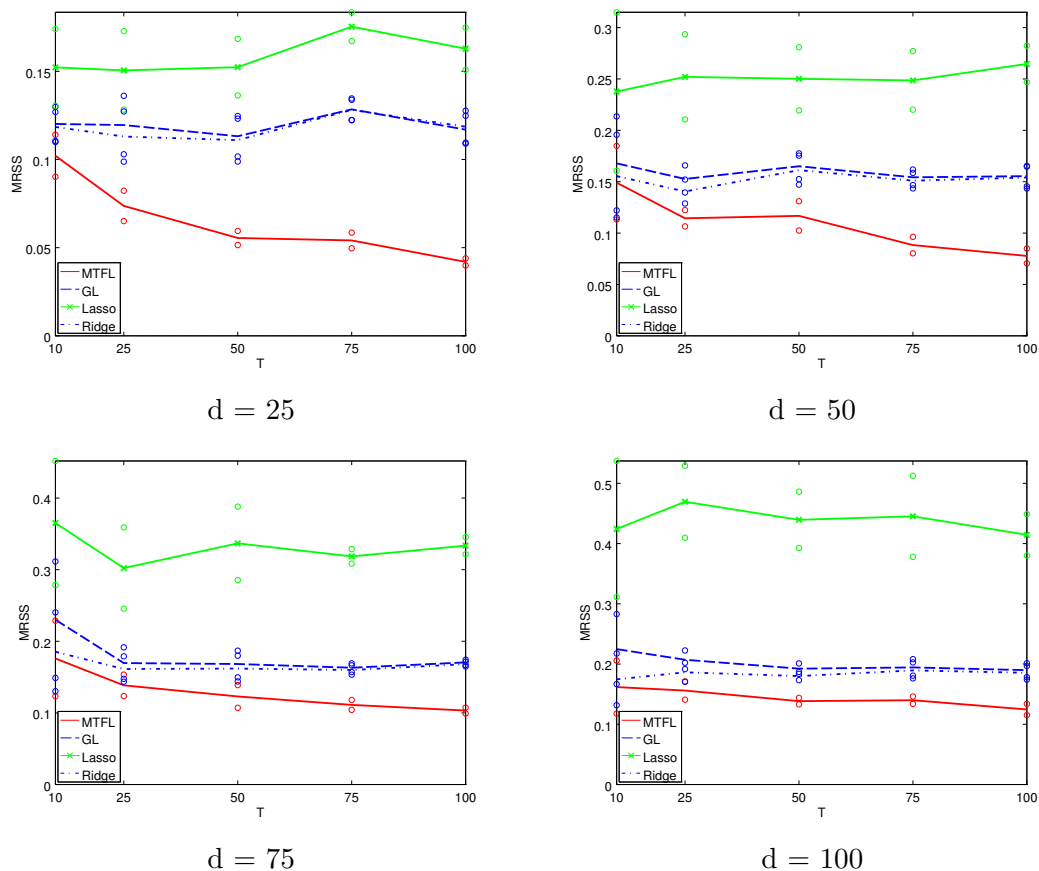 MRSS
0.15
0.1
0.05
0
MTFL
GL
Lasso
Ridge
10 25 50 75 100
T
d = 25
MRSS
0.3
0.25
0.2
0.15
0.1
0.05
0
MTFL
GL
Lasso
Ridge
10 25 50 75 100
T
d = 50
MRSS
0.4
0.3
0.2
0.1
0
MTFL
GL
Lasso
Ridge
10 25 50 75 100
T
d = 75
MRSS
0.5
0.4
0.3
0.2
0.1
0
MTFL
GL
Lasso
Ridge
10 25 50 75 100
T
d = 100